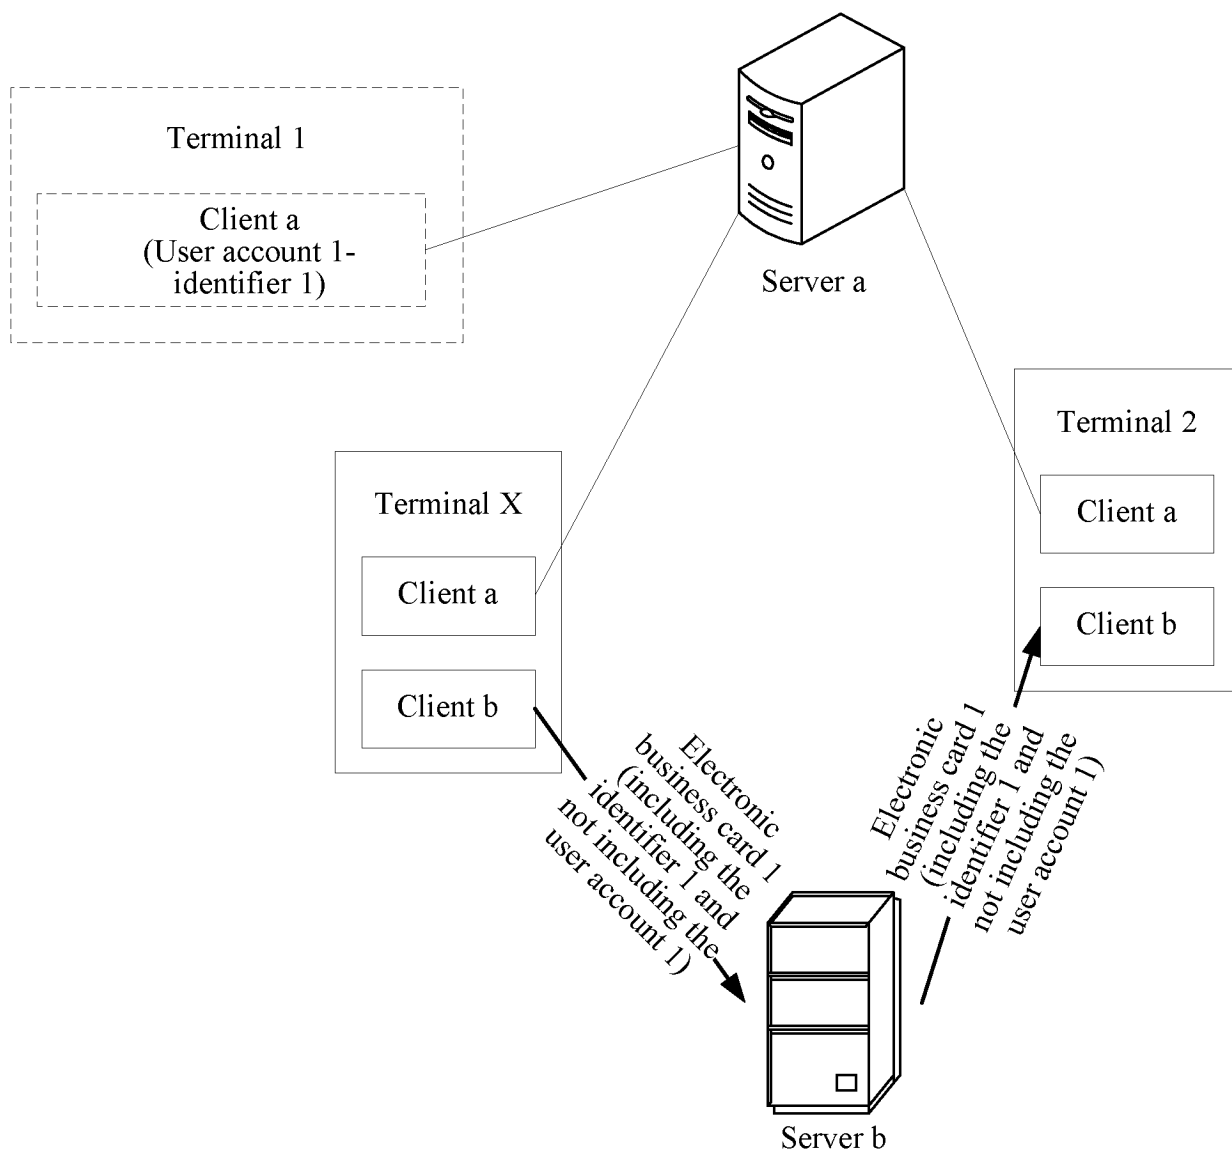 Terminal 1
Client a
(User account 1-
identifier 1)
Server a
Terminal 2
Client a
Client b
Terminal X
Client a
Client b
Electronic
business card 1
(including the
identifier 1 and
not including the
user account 1)
Electronic
business card 1
(including the
identifier 1 and
not including the
user account 1)
Server b